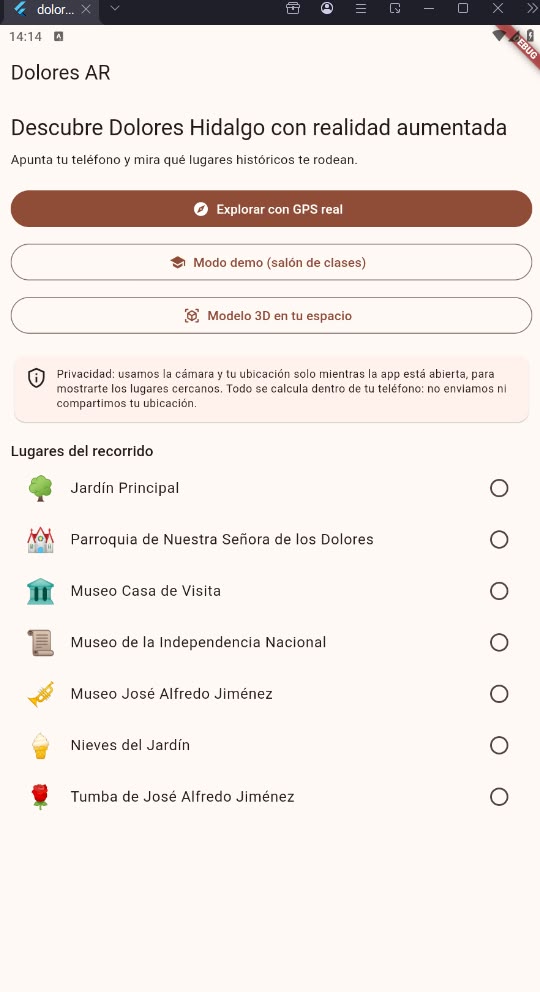 dolor...
14:14
DEBUG
Dolores AR
Descubre Dolores Hidalgo con realidad aumentada
Apunta tu teléfono y mira qué lugares históricos te rodean.
Explorar con GPS real
Modo demo (salón de clases)
Modelo 3D en tu espacio
Privacidad: usamos la cámara y tu ubicación solo mientras la app está abierta, para
mostrarte los lugares cercanos. Todo se calcula dentro de tu teléfono: no enviamos ni
compartimos tu ubicación.
Lugares del recorrido
Jardín Principal
Parroquia de Nuestra Señora de los Dolores
Museo Casa de Visita
Museo de la Independencia Nacional
Museo José Alfredo Jiménez
Nieves del Jardín
Tumba de José Alfredo Jiménez